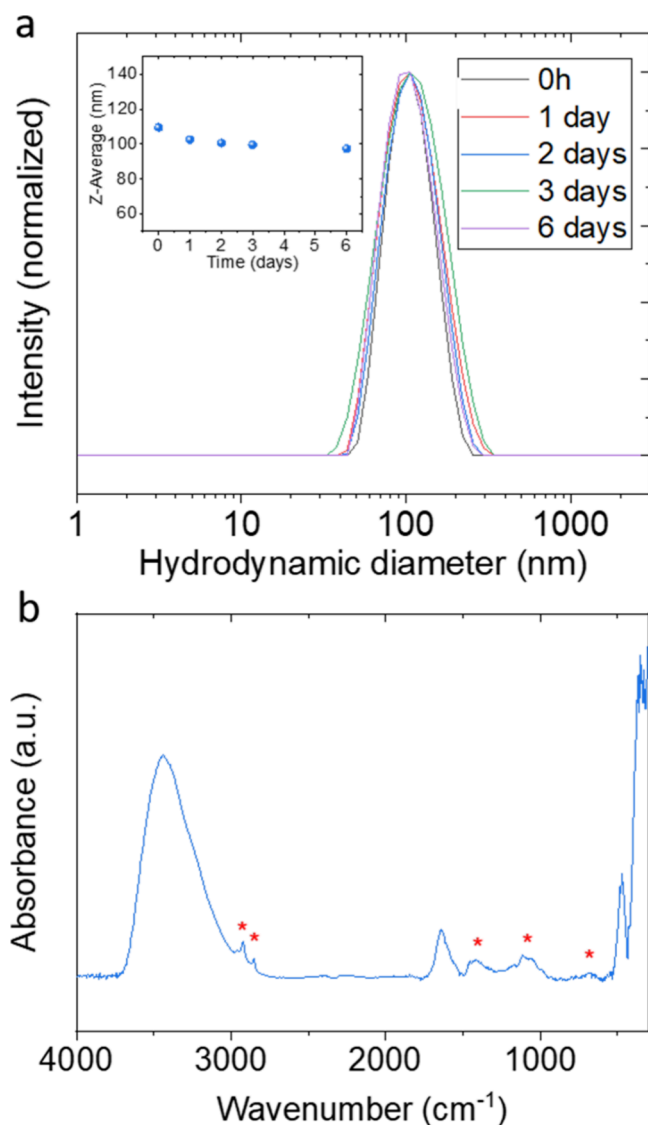 a
Intensity (normalized)
Z-Average (nm)
140
120
100
80
60
0 1 2 3 4 5 6
Time (days)
0h
1 day
2 days
3 days
6 days
1 10 100 1000
Hydrodynamic diameter (nm)
b
Absorbance (a.u.)
* * * * *
4000 3000 2000 1000
Wavenumber (cm⁻¹)